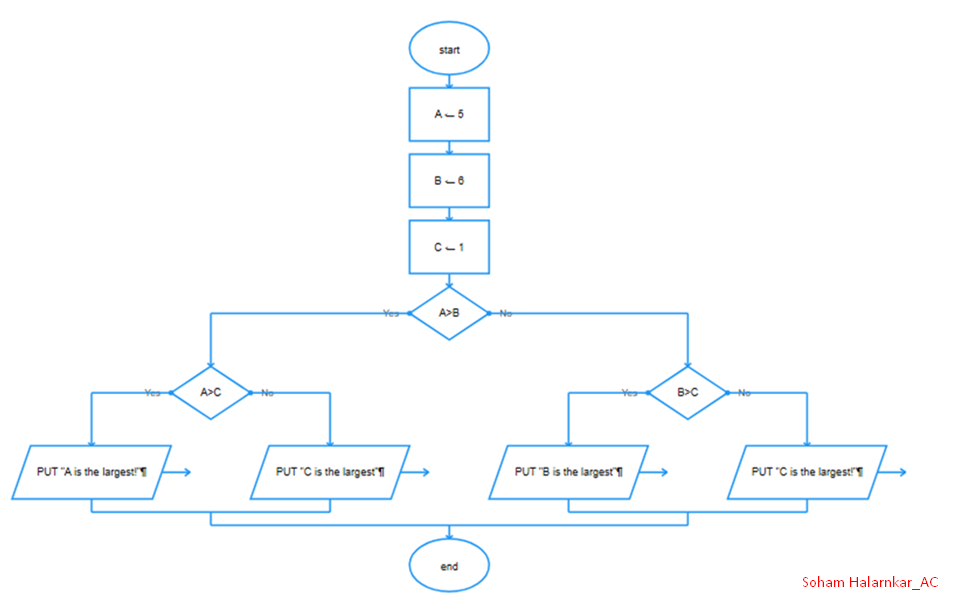 start
A ← 5
B ← 6
C ← 1
Yes
A>B
No
Yes
A>C
No
Yes
B>C
No
PUT "A is the largest!"¶
PUT "C is the largest"¶
PUT "B is the largest"¶
PUT "C is the largest!"¶
end
Soham Halarnkar_AC